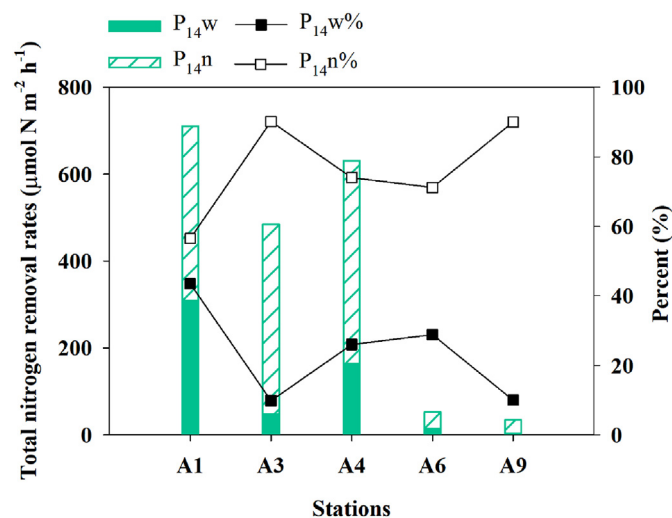 P₁₄w P₁₄w%
P₁₄n P₁₄n%
800 100
80
600
60
400
40
200
20
0 0
A1 A3 A4 A6 A9
Stations
Total nitrogen removal rates (μmol N m⁻² h⁻¹)
Percent (%)